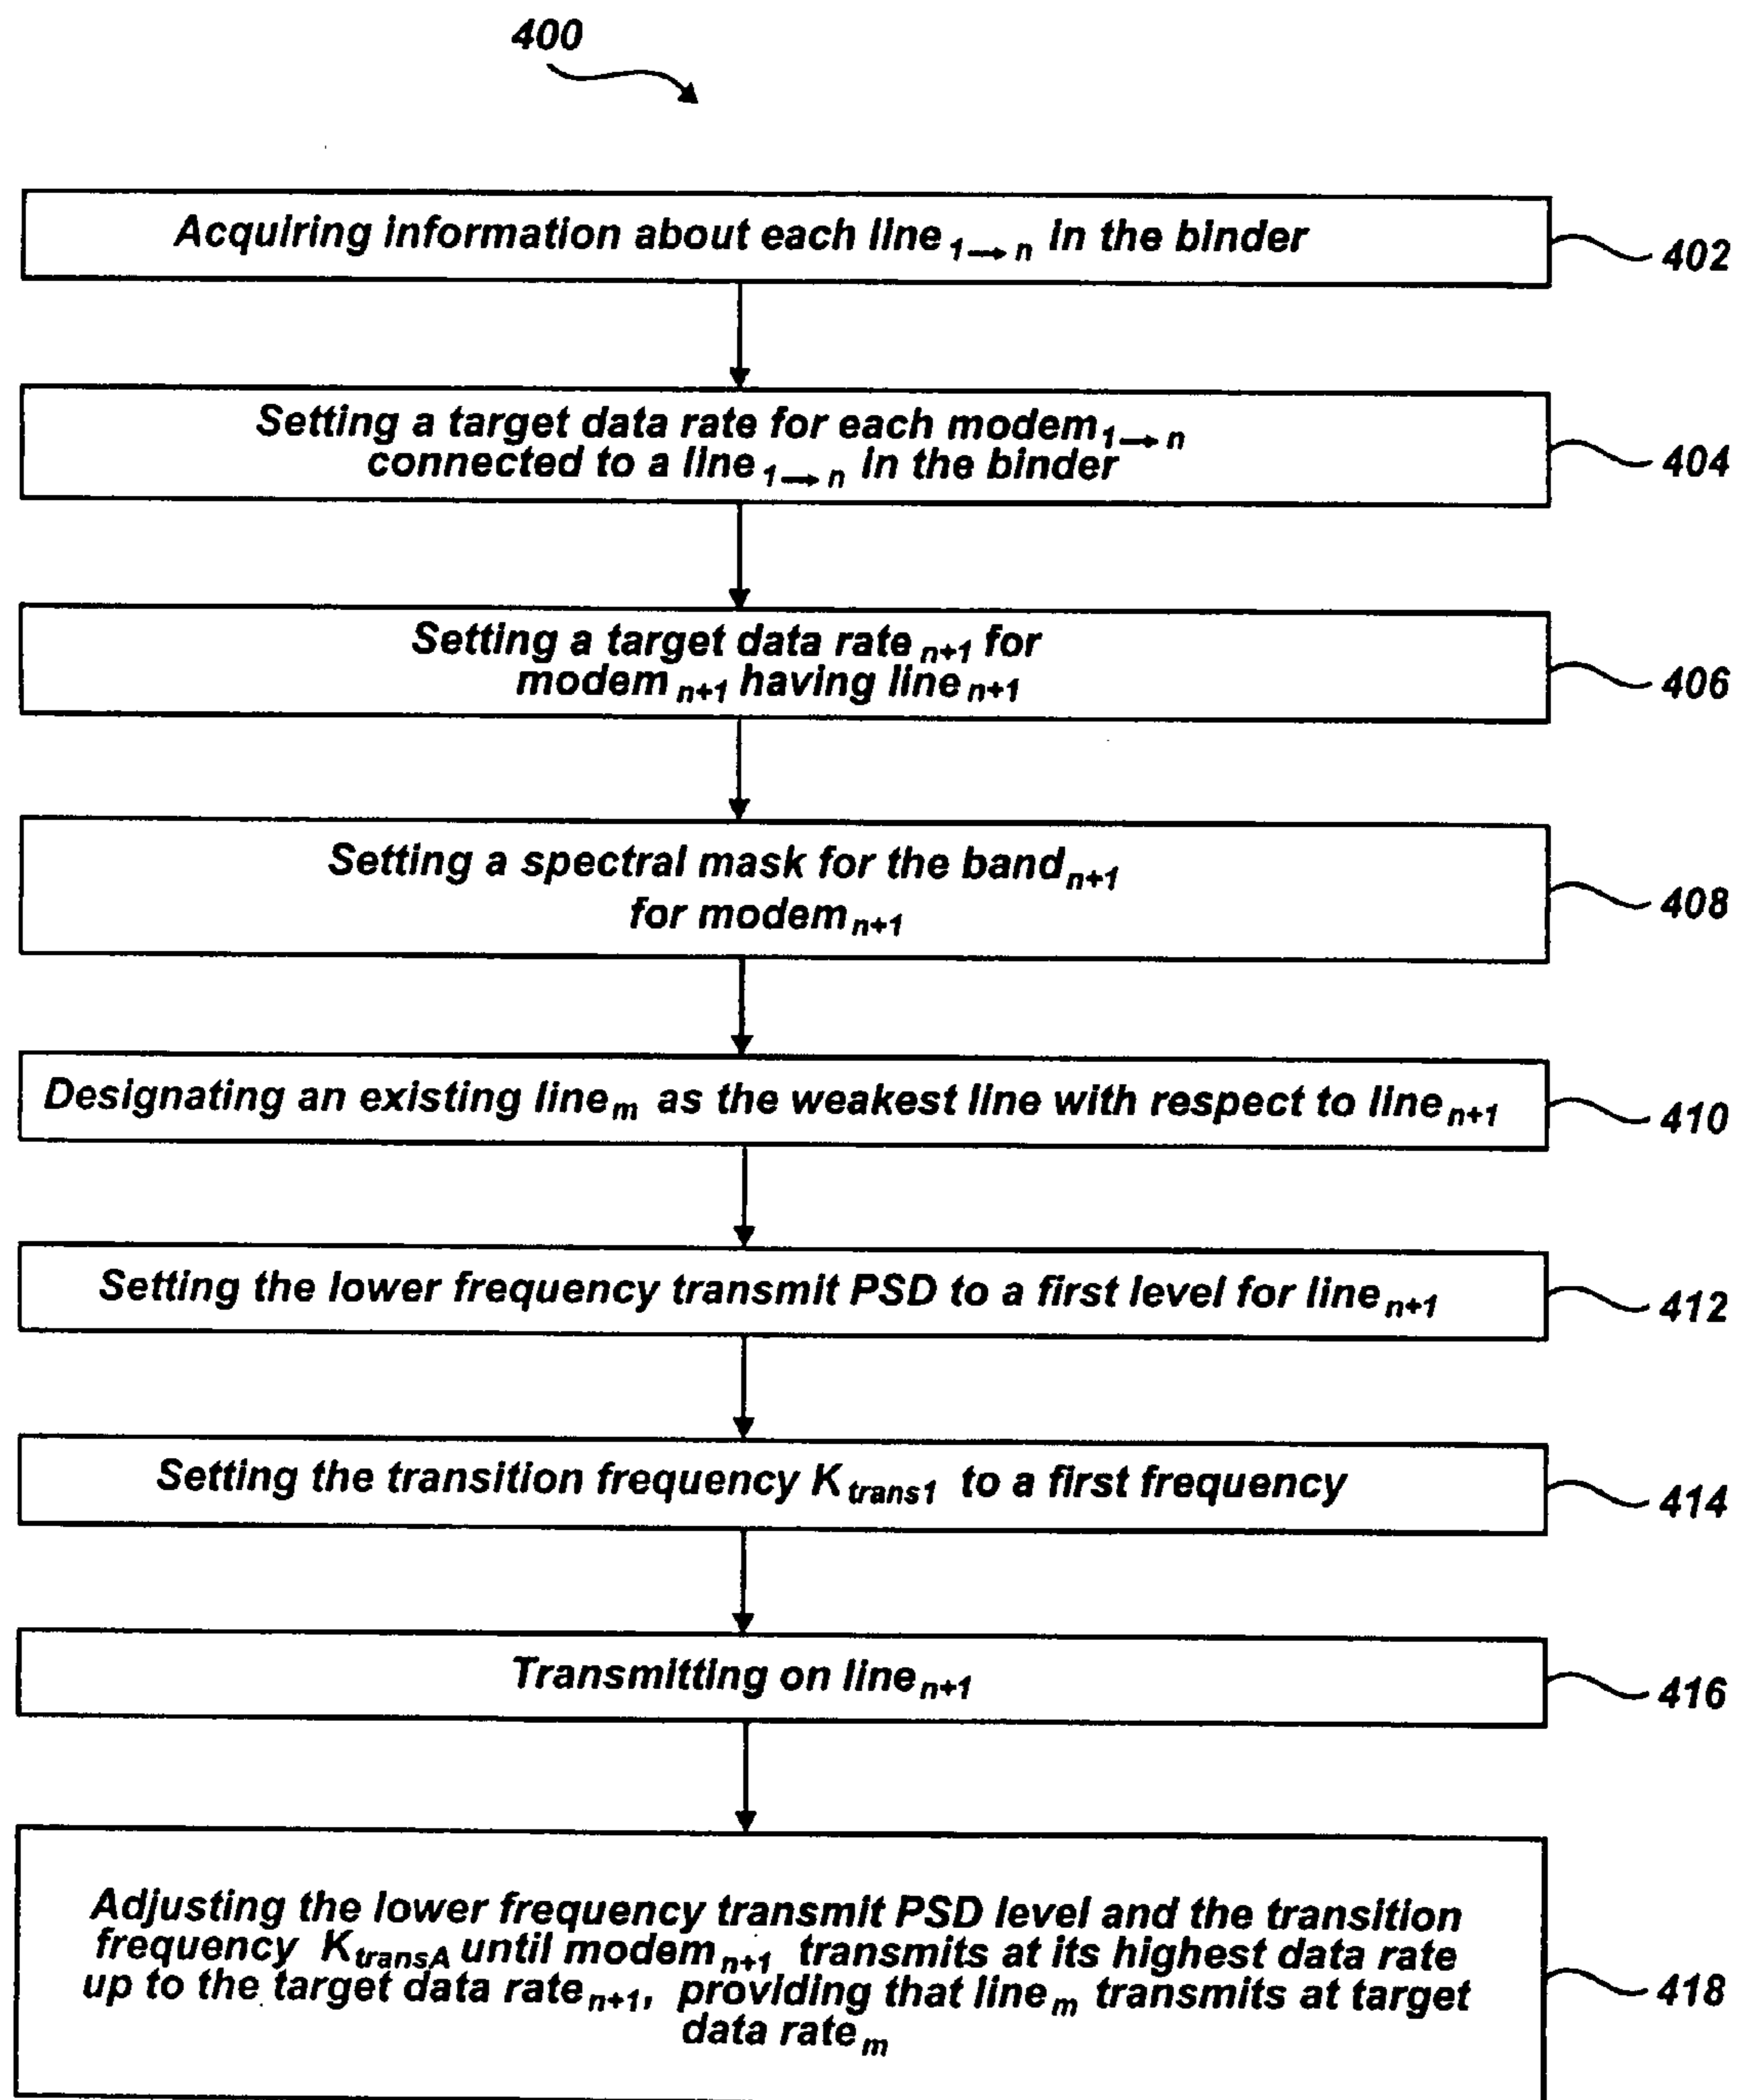 400
Acquiring information about each line 1→n in the binder
402
Setting a target data rate for each modem 1→n
connected to a line 1→n in the binder
404
Setting a target data rate n+1 for
modem n+1 having line n+1
406
Setting a spectral mask for the band n+1
for modem n+1
408
Designating an existing line m as the weakest line with respect to line n+1
410
Setting the lower frequency transmit PSD to a first level for line n+1
412
Setting the transition frequency K trans1 to a first frequency
414
Transmitting on line n+1
416
Adjusting the lower frequency transmit PSD level and the transition
frequency K transA until modem n+1 transmits at its highest data rate
up to the target data rate n+1, providing that line m transmits at target
data rate m
418